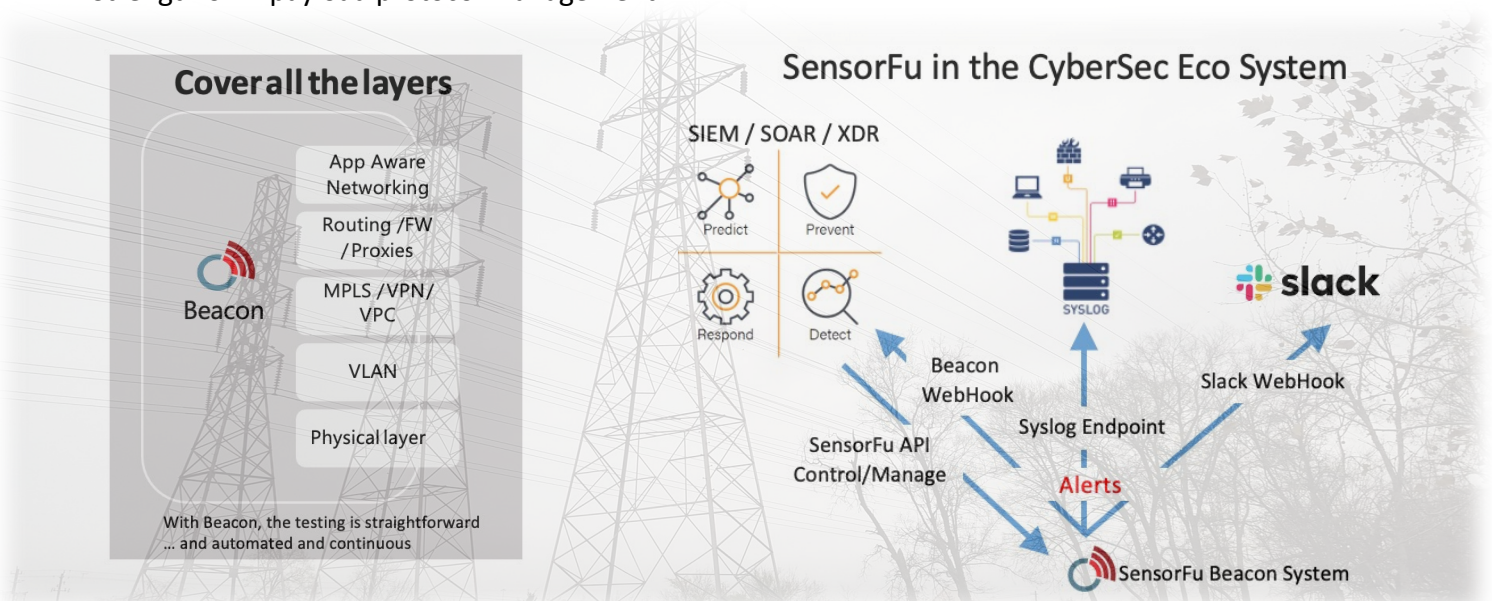 Cover all the layers
App Aware
Networking
Routing /FW
/Proxies
MPLS /VPN/
VPC
VLAN
Physical layer
Beacon
With Beacon, the testing is straightforward
... and automated and continuous
SensorFu in the CyberSec Eco System
SIEM / SOAR / XDR
Predict
Prevent
Respond
Detect
SYSLOG
slack
Beacon
WebHook
Syslog Endpoint
Slack WebHook
SensorFu API
Control/Manage
Alerts
SensorFu Beacon System